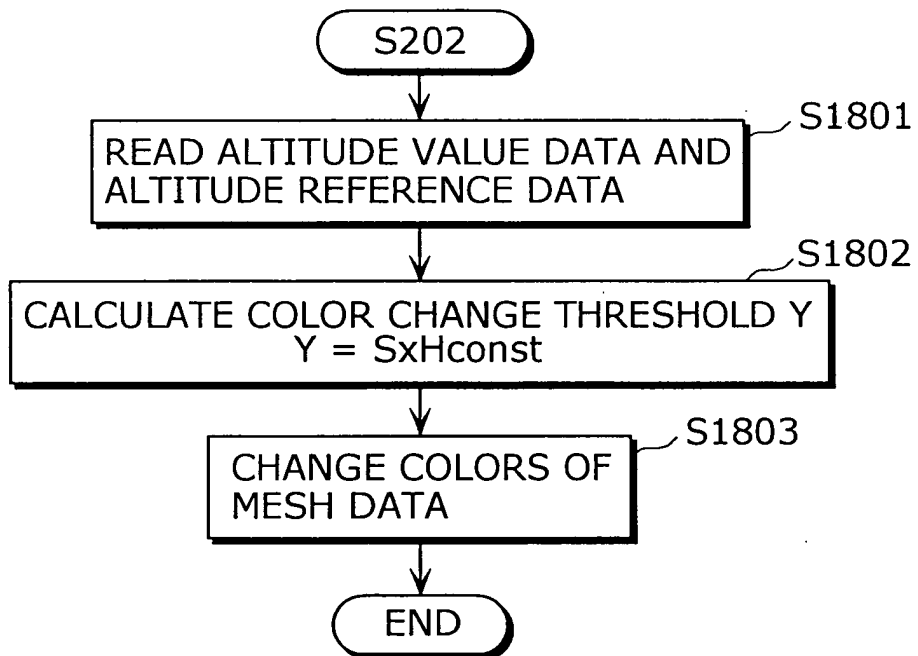 S202
S1801
READ ALTITUDE VALUE DATA AND
ALTITUDE REFERENCE DATA
S1802
CALCULATE COLOR CHANGE THRESHOLD Y
Y = SxHconst
S1803
CHANGE COLORS OF
MESH DATA
END